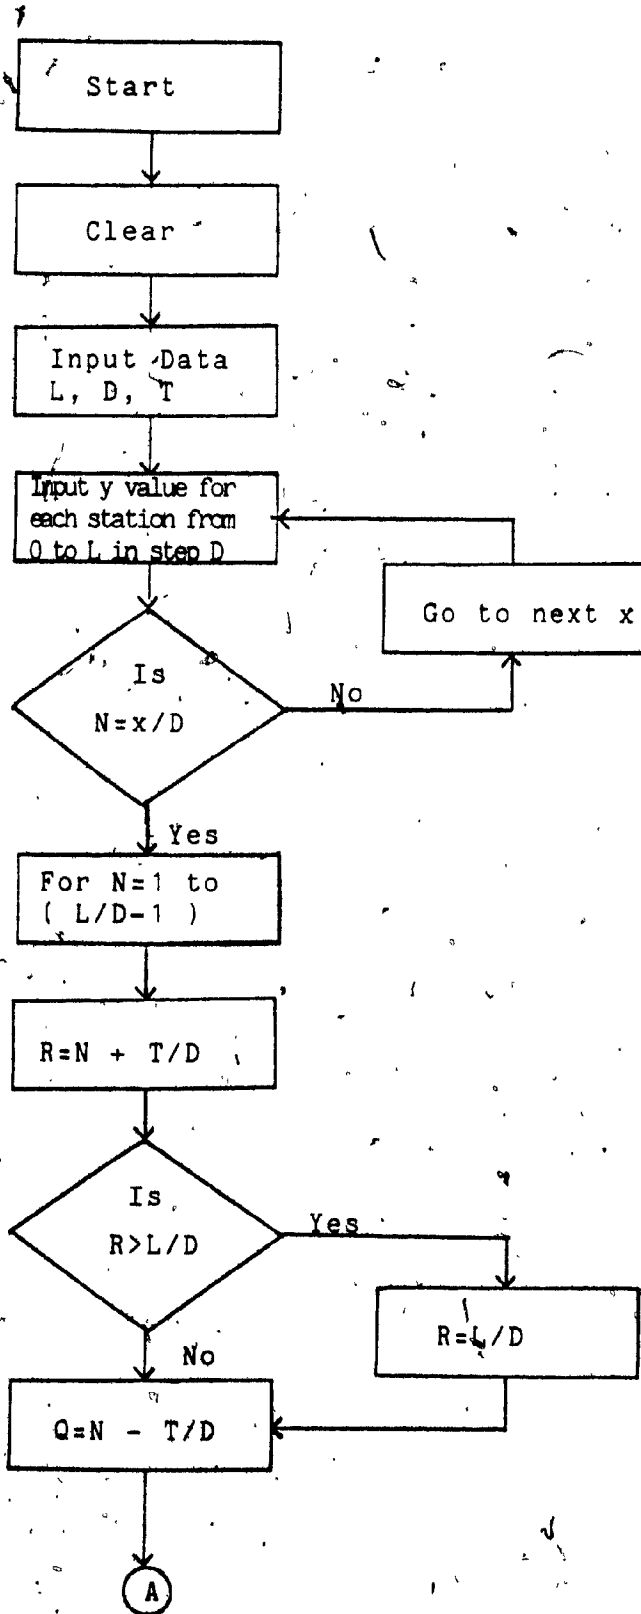 Start
Clear
Input Data
L, D, T
Input y value for
each station from
0 to L in step D
Go to next x
Is
N=x/D
No
Yes
For N=1 to
( L/D-1 )
R=N + T/D
Is
R>L/D
Yes
R=L/D
No
Q=N - T/D
A